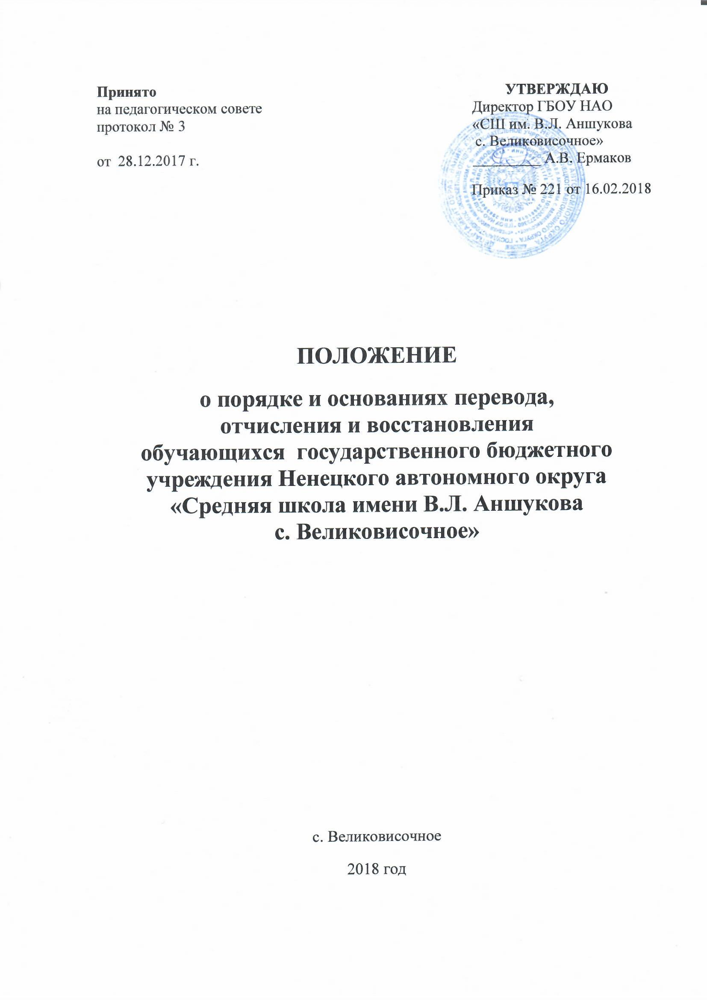 Принято
на педагогическом совете
протокол № 3
от 28.12.2017 г.
УТВЕРЖДАЮ
Директор ГБОУ НАО
«СШ им. В.Л. Аншукова
с. Великовисочное»
__________ А.В. Ермаков
Приказ № 221 от 16.02.2018
ПОЛОЖЕНИЕ
о порядке и основаниях перевода,
отчисления и восстановления
обучающихся государственного бюджетного
учреждения Ненецкого автономного округа
«Средняя школа имени В.Л. Аншукова
с. Великовисочное»
с. Великовисочное
2018 год